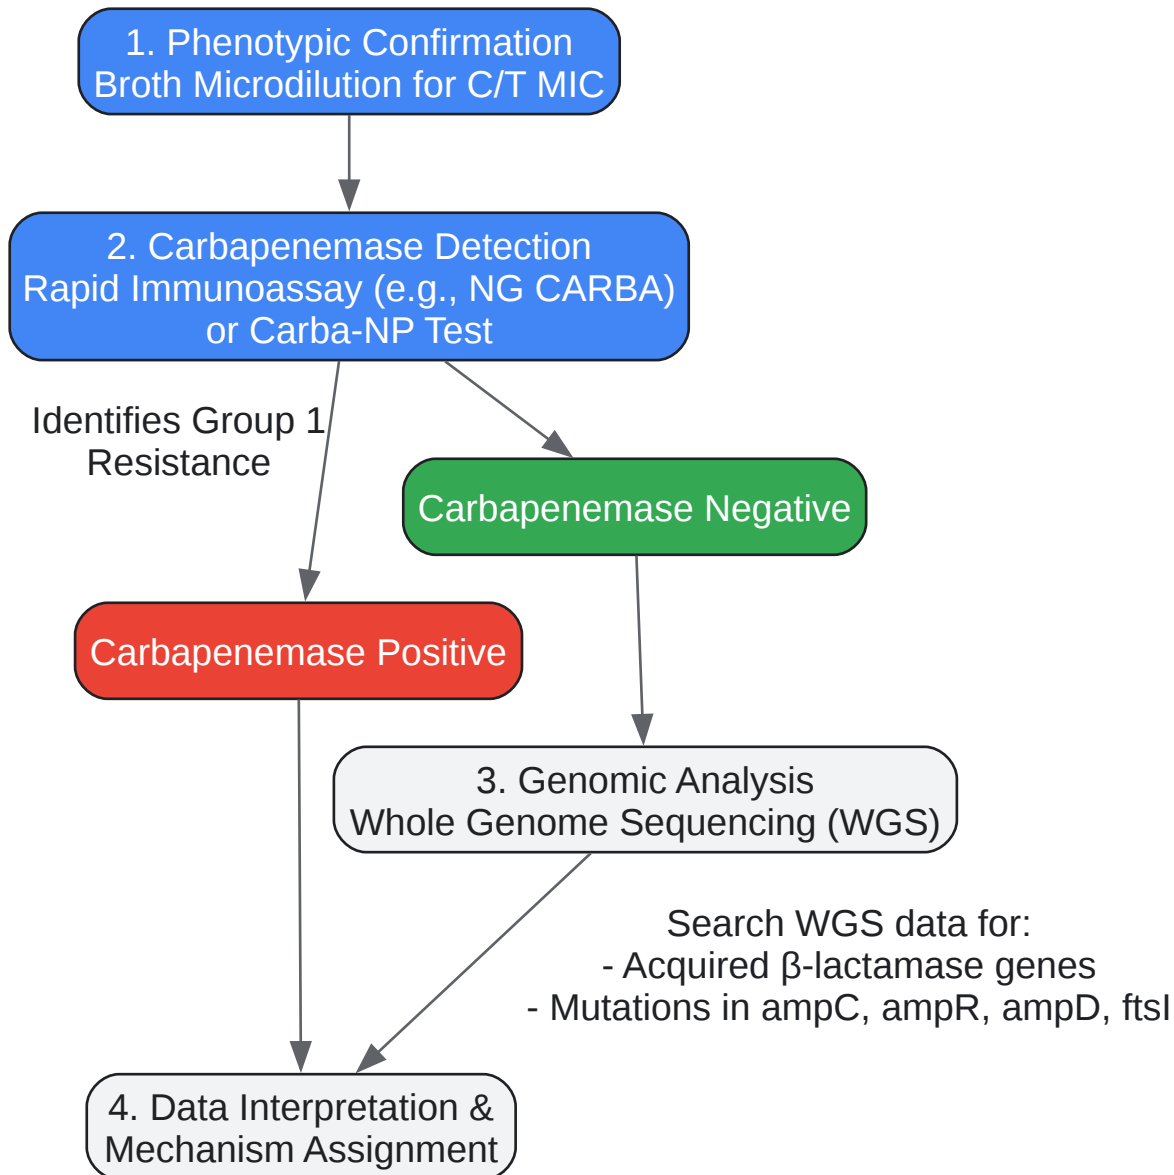 1. Phenotypic Confirmation
Broth Microdilution for C/T MIC
2. Carbapenemase Detection
Rapid Immunoassay (e.g., NG CARBA)
or Carba-NP Test
Identifies Group 1
Resistance
Carbapenemase Negative
Carbapenemase Positive
3. Genomic Analysis
Whole Genome Sequencing (WGS)
Search WGS data for:
- Acquired β-lactamase genes
- Mutations in ampC, ampR, ampD, ftsI
4. Data Interpretation &
Mechanism Assignment